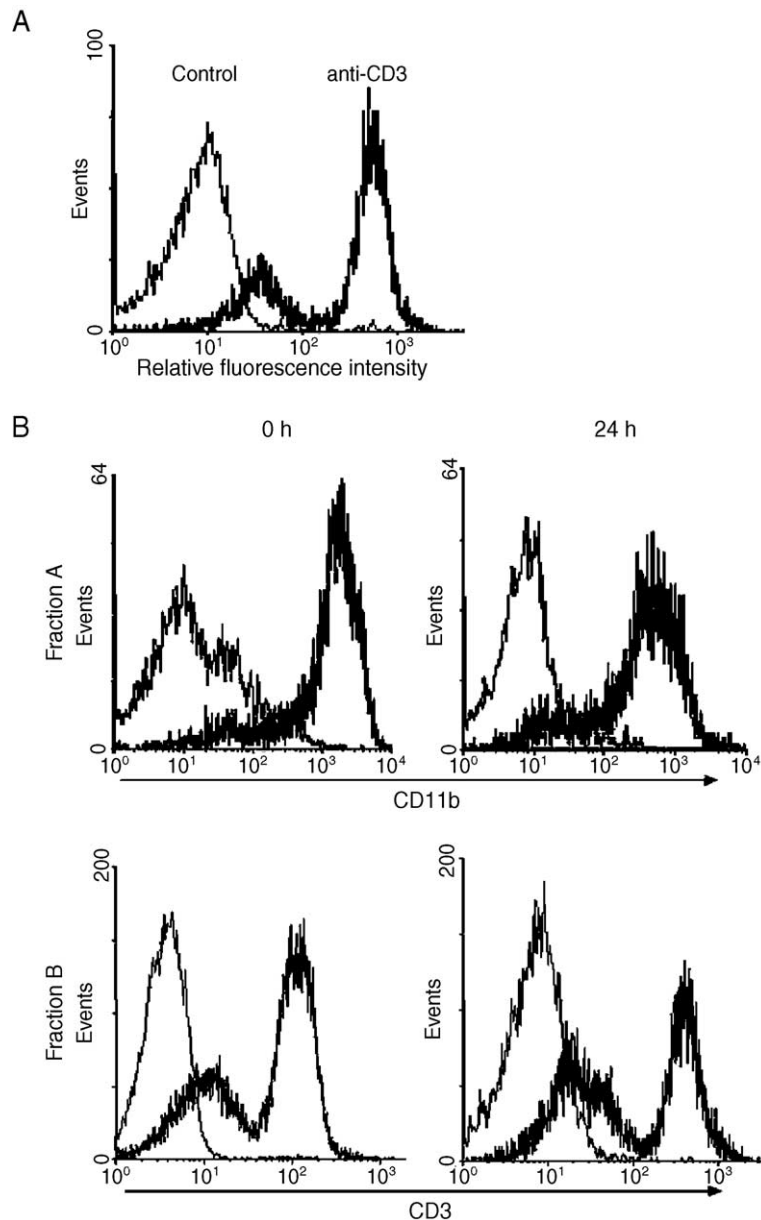 A
100
Control anti-CD3
Events
0
10⁰ 10¹ 10² 10³
Relative fluorescence intensity
B
0 h 24 h
64 64
Fraction A
Events
0 0
10⁰ 10¹ 10² 10³ 10⁴ 10⁰ 10¹ 10² 10³ 10⁴
CD11b
200 200
Fraction B
Events Events
0 0
10⁰ 10¹ 10² 10³ 10⁰ 10¹ 10² 10³
CD3